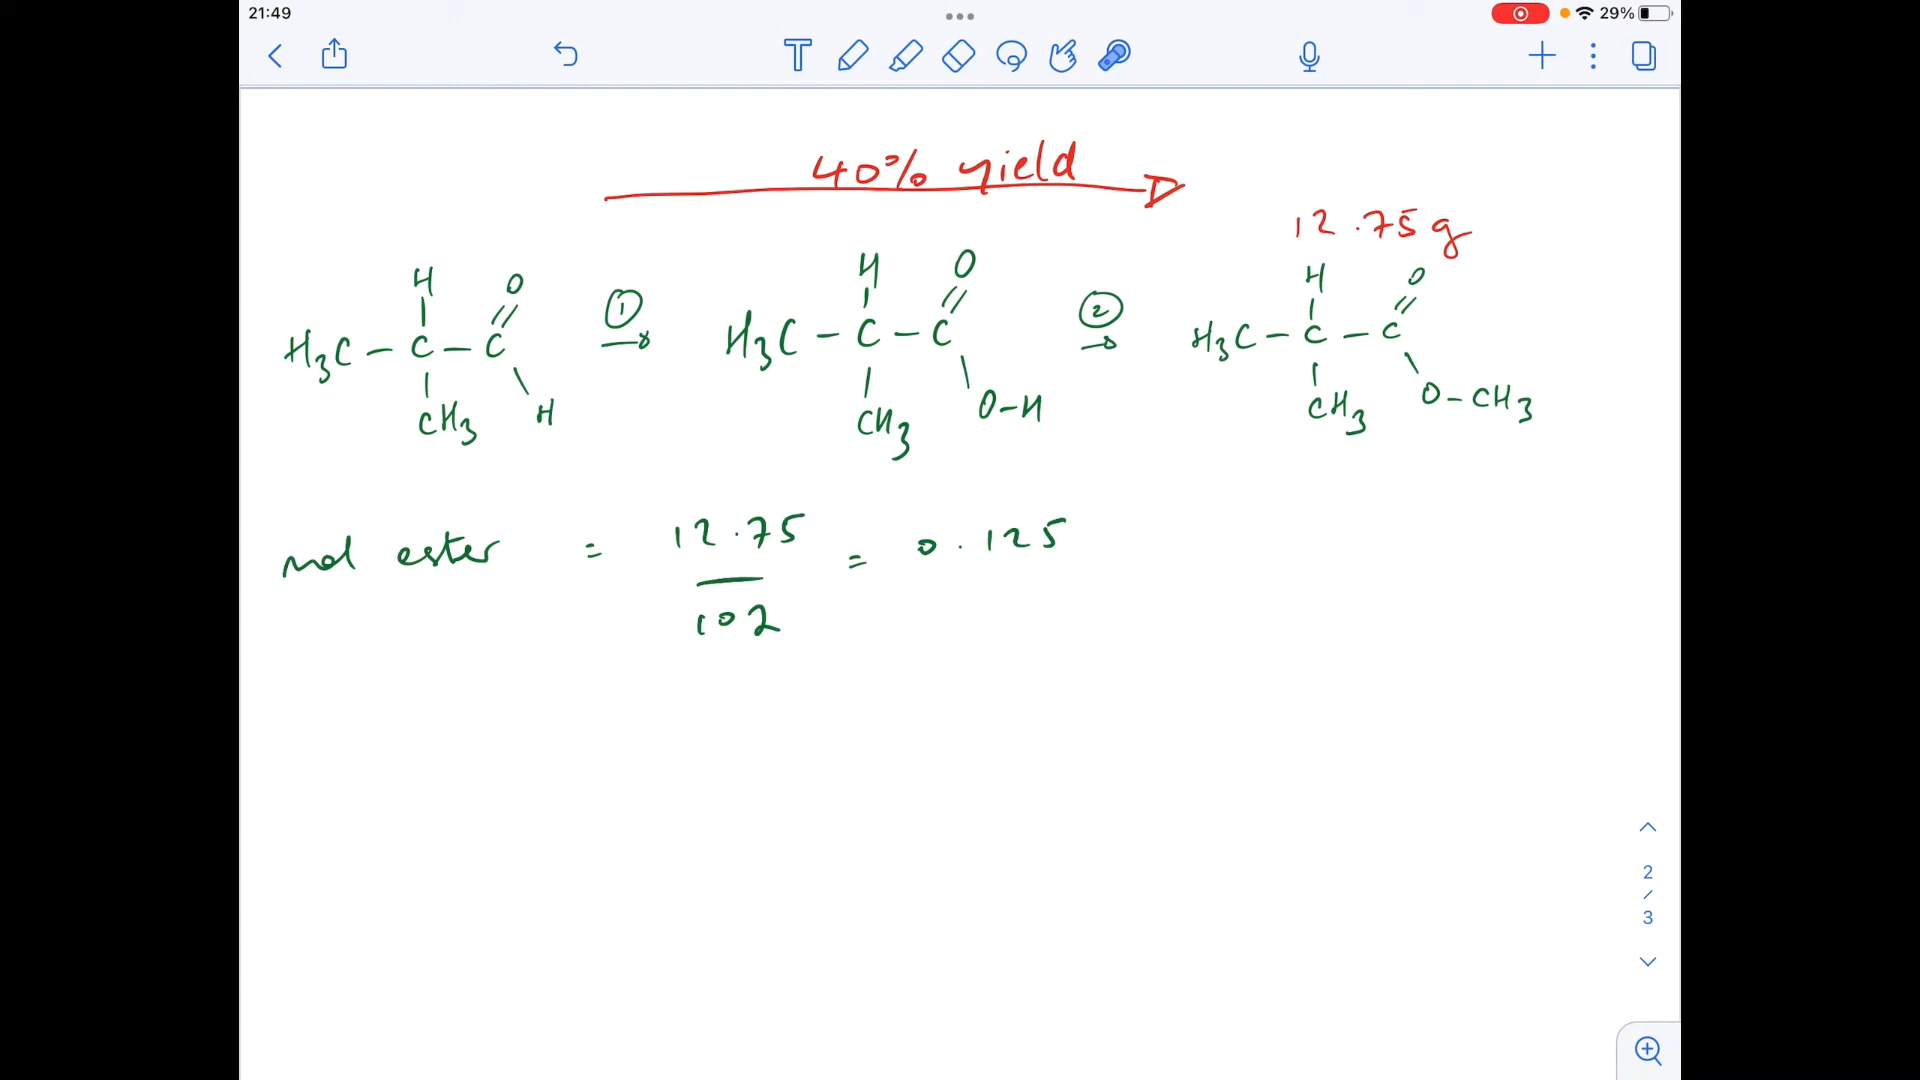 21:49
29%
40% yield
12.75 g
H O H O H O
H3C - C - C ① → H3C - C - C ② → H3C - C - C
CH3 H CH3 O-H CH3 O-CH3
mol ester = 12.75 / 102 = 0.125
2
/
3